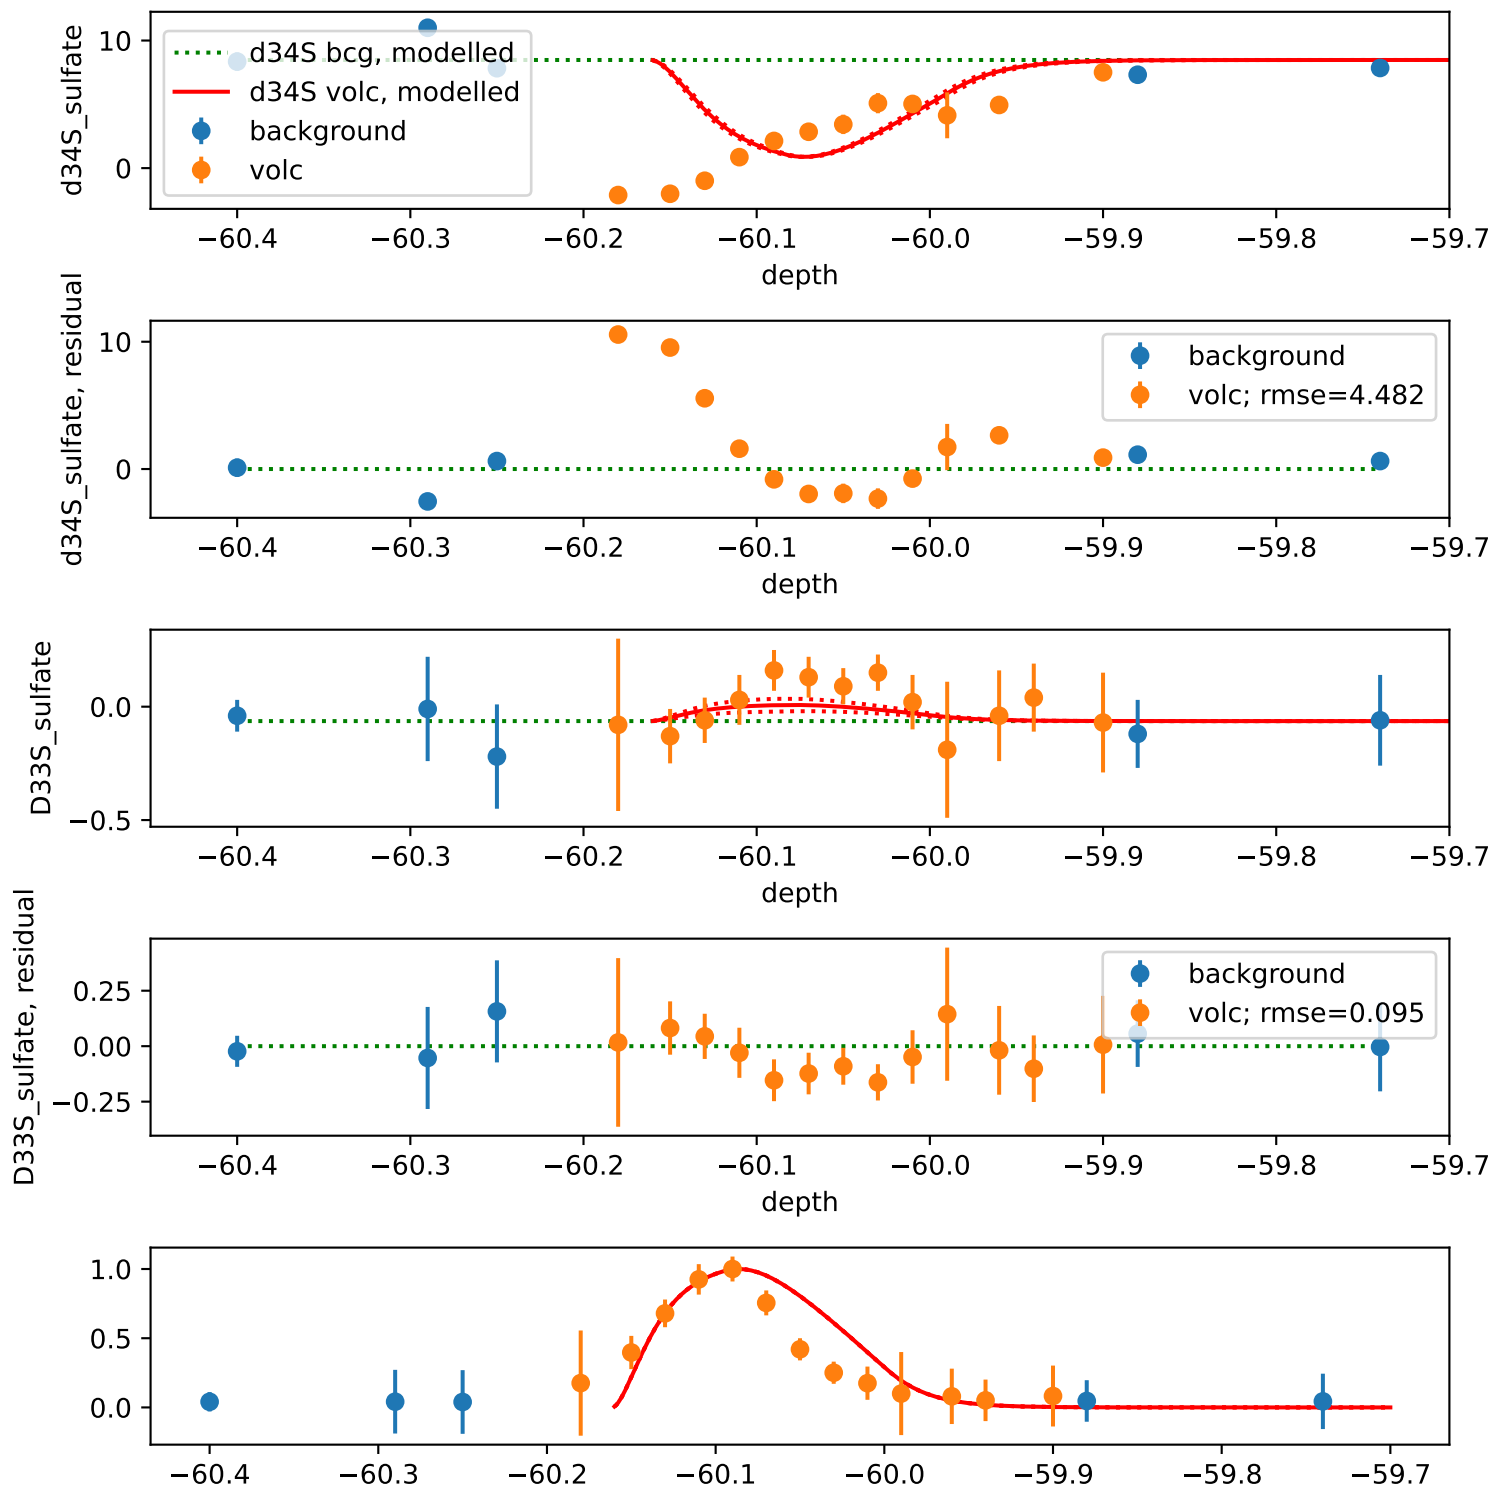 d34S_sulfate
10
0
d34S bcg, modelled
d34S volc, modelled
background
volc
−60.4 −60.3 −60.2 −60.1 −60.0 −59.9 −59.8 −59.7
depth
d34S_sulfate, residual
10
0
background
volc; rmse=4.482
−60.4 −60.3 −60.2 −60.1 −60.0 −59.9 −59.8 −59.7
depth
D33S_sulfate
0.0
−0.5
−60.4 −60.3 −60.2 −60.1 −60.0 −59.9 −59.8 −59.7
depth
D33S_sulfate, residual
0.25
0.00
−0.25
background
volc; rmse=0.095
−60.4 −60.3 −60.2 −60.1 −60.0 −59.9 −59.8 −59.7
depth
1.0
0.5
0.0
−60.4 −60.3 −60.2 −60.1 −60.0 −59.9 −59.8 −59.7